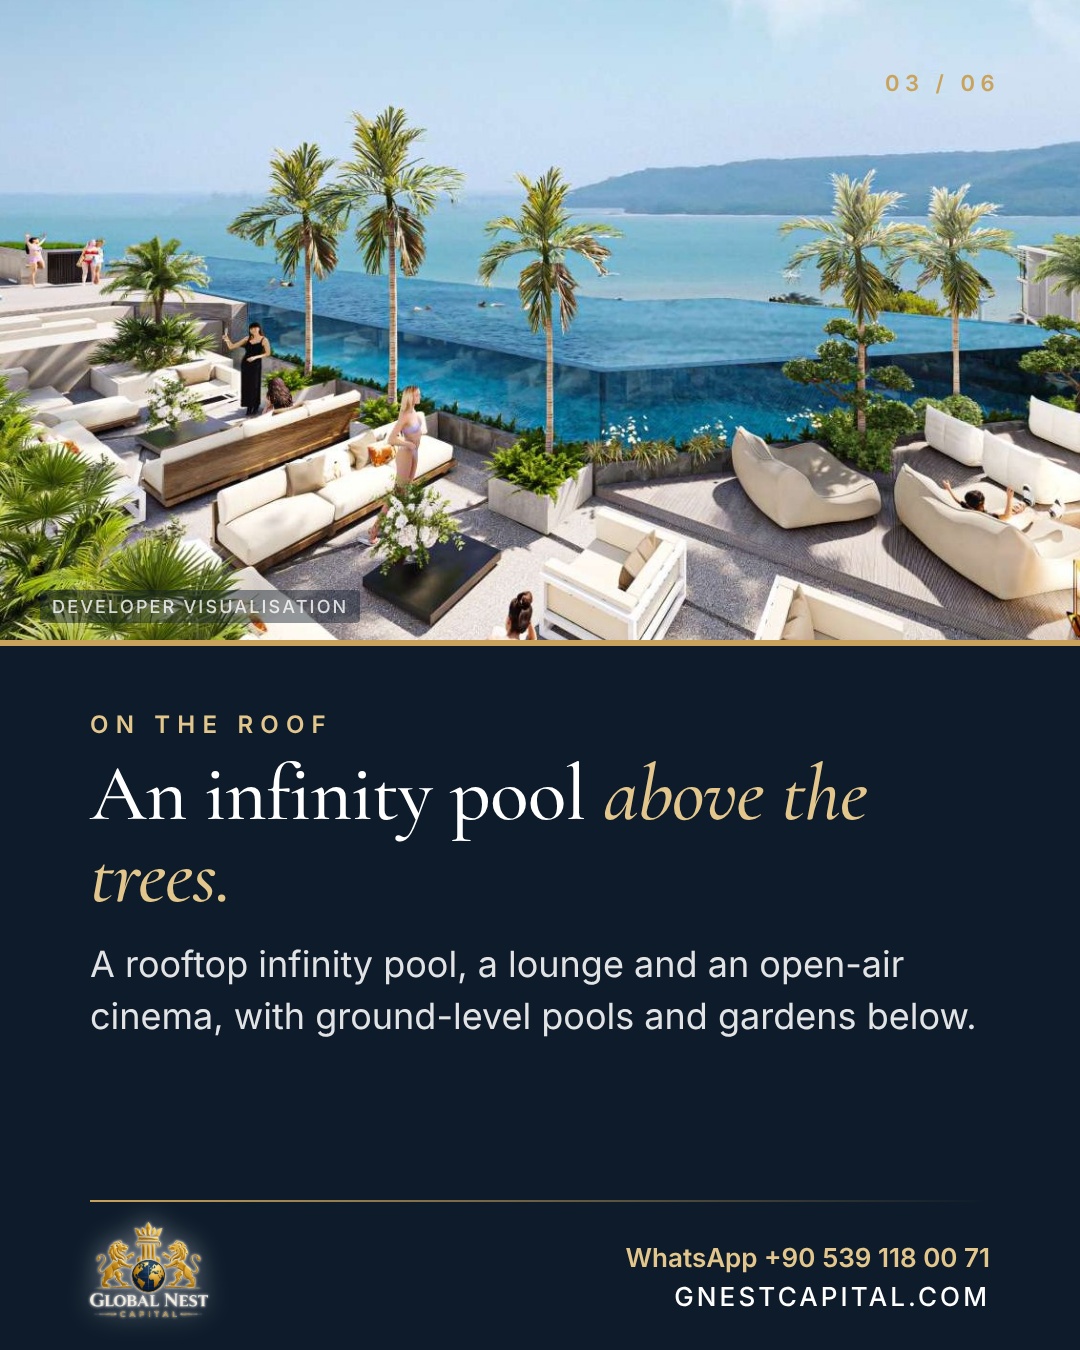 03 / 06
DEVELOPER VISUALISATION
ON THE ROOF
An infinity pool above the
trees.
A rooftop infinity pool, a lounge and an open-air
cinema, with ground-level pools and gardens below.
GLOBAL NEST
CAPITAL
WhatsApp +90 539 118 00 71
GNESTCAPITAL.COM